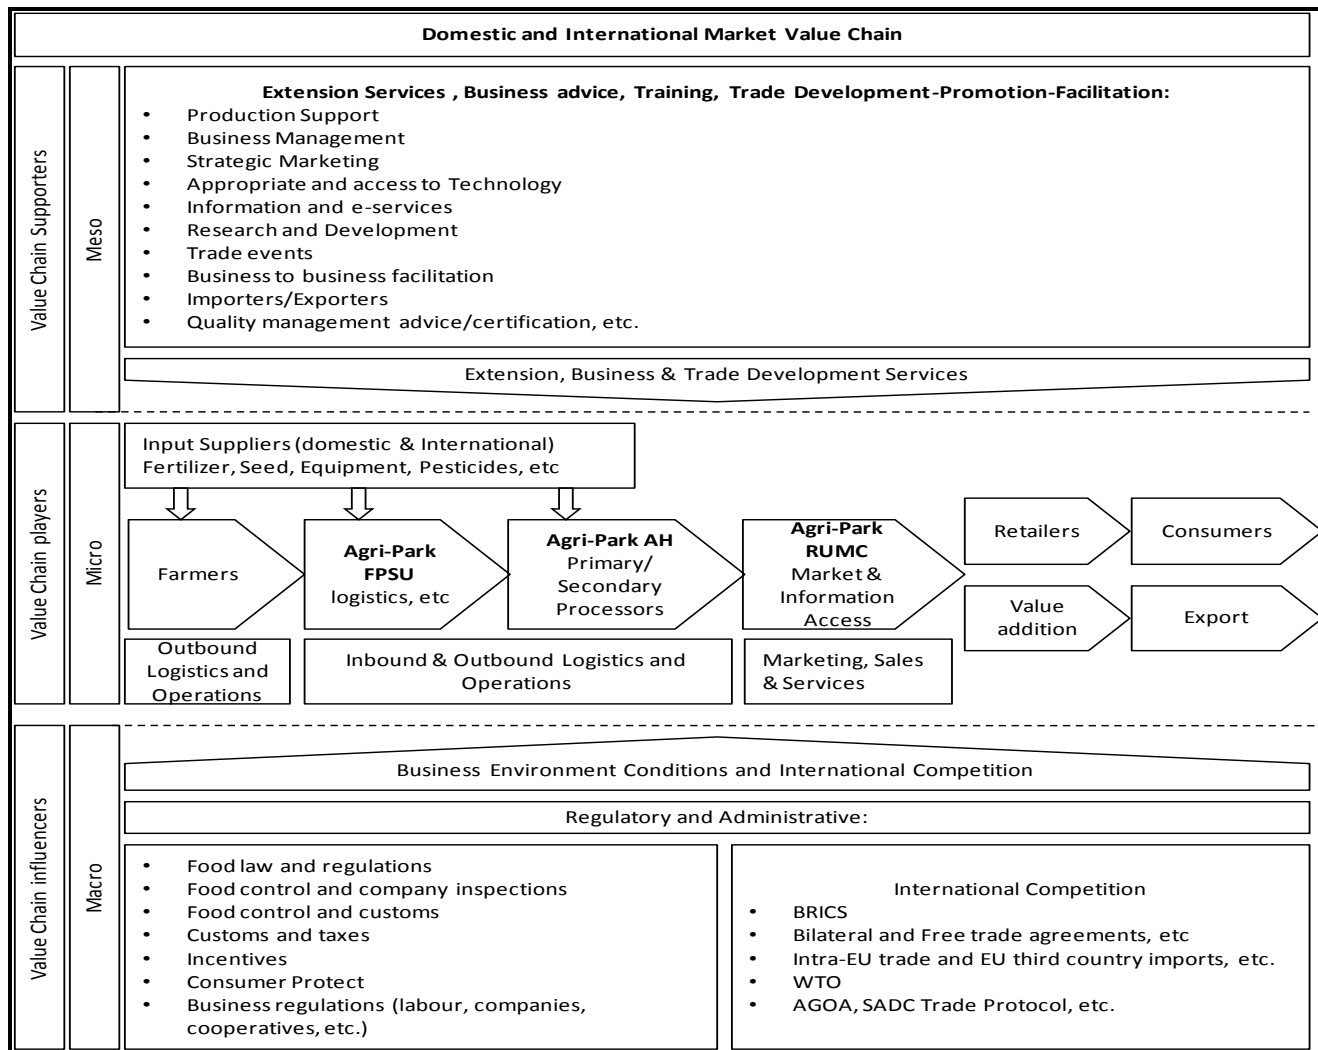 Domestic and International Market Value Chain
Value Chain Supporters
Meso
Extension Services , Business advice, Training, Trade Development-Promotion-Facilitation:
• Production Support
• Business Management
• Strategic Marketing
• Appropriate and access to Technology
• Information and e-services
• Research and Development
• Trade events
• Business to business facilitation
• Importers/Exporters
• Quality management advice/certification, etc.
Extension, Business & Trade Development Services
Value Chain players
Micro
Input Suppliers (domestic & International)
Fertilizer, Seed, Equipment, Pesticides, etc
Farmers
Agri-Park
FPSU
logistics, etc
Agri-Park AH
Primary/
Secondary
Processors
Agri-Park
RUMC
Market &
Information
Access
Retailers
Consumers
Value
addition
Export
Outbound
Logistics and
Operations
Inbound & Outbound Logistics and
Operations
Marketing, Sales
& Services
Value Chain influencers
Macro
Business Environment Conditions and International Competition
Regulatory and Administrative:
• Food law and regulations
• Food control and company inspections
• Food control and customs
• Customs and taxes
• Incentives
• Consumer Protect
• Business regulations (labour, companies,
cooperatives, etc.)
International Competition
• BRICS
• Bilateral and Free trade agreements, etc
• Intra-EU trade and EU third country imports, etc.
• WTO
• AGOA, SADC Trade Protocol, etc.